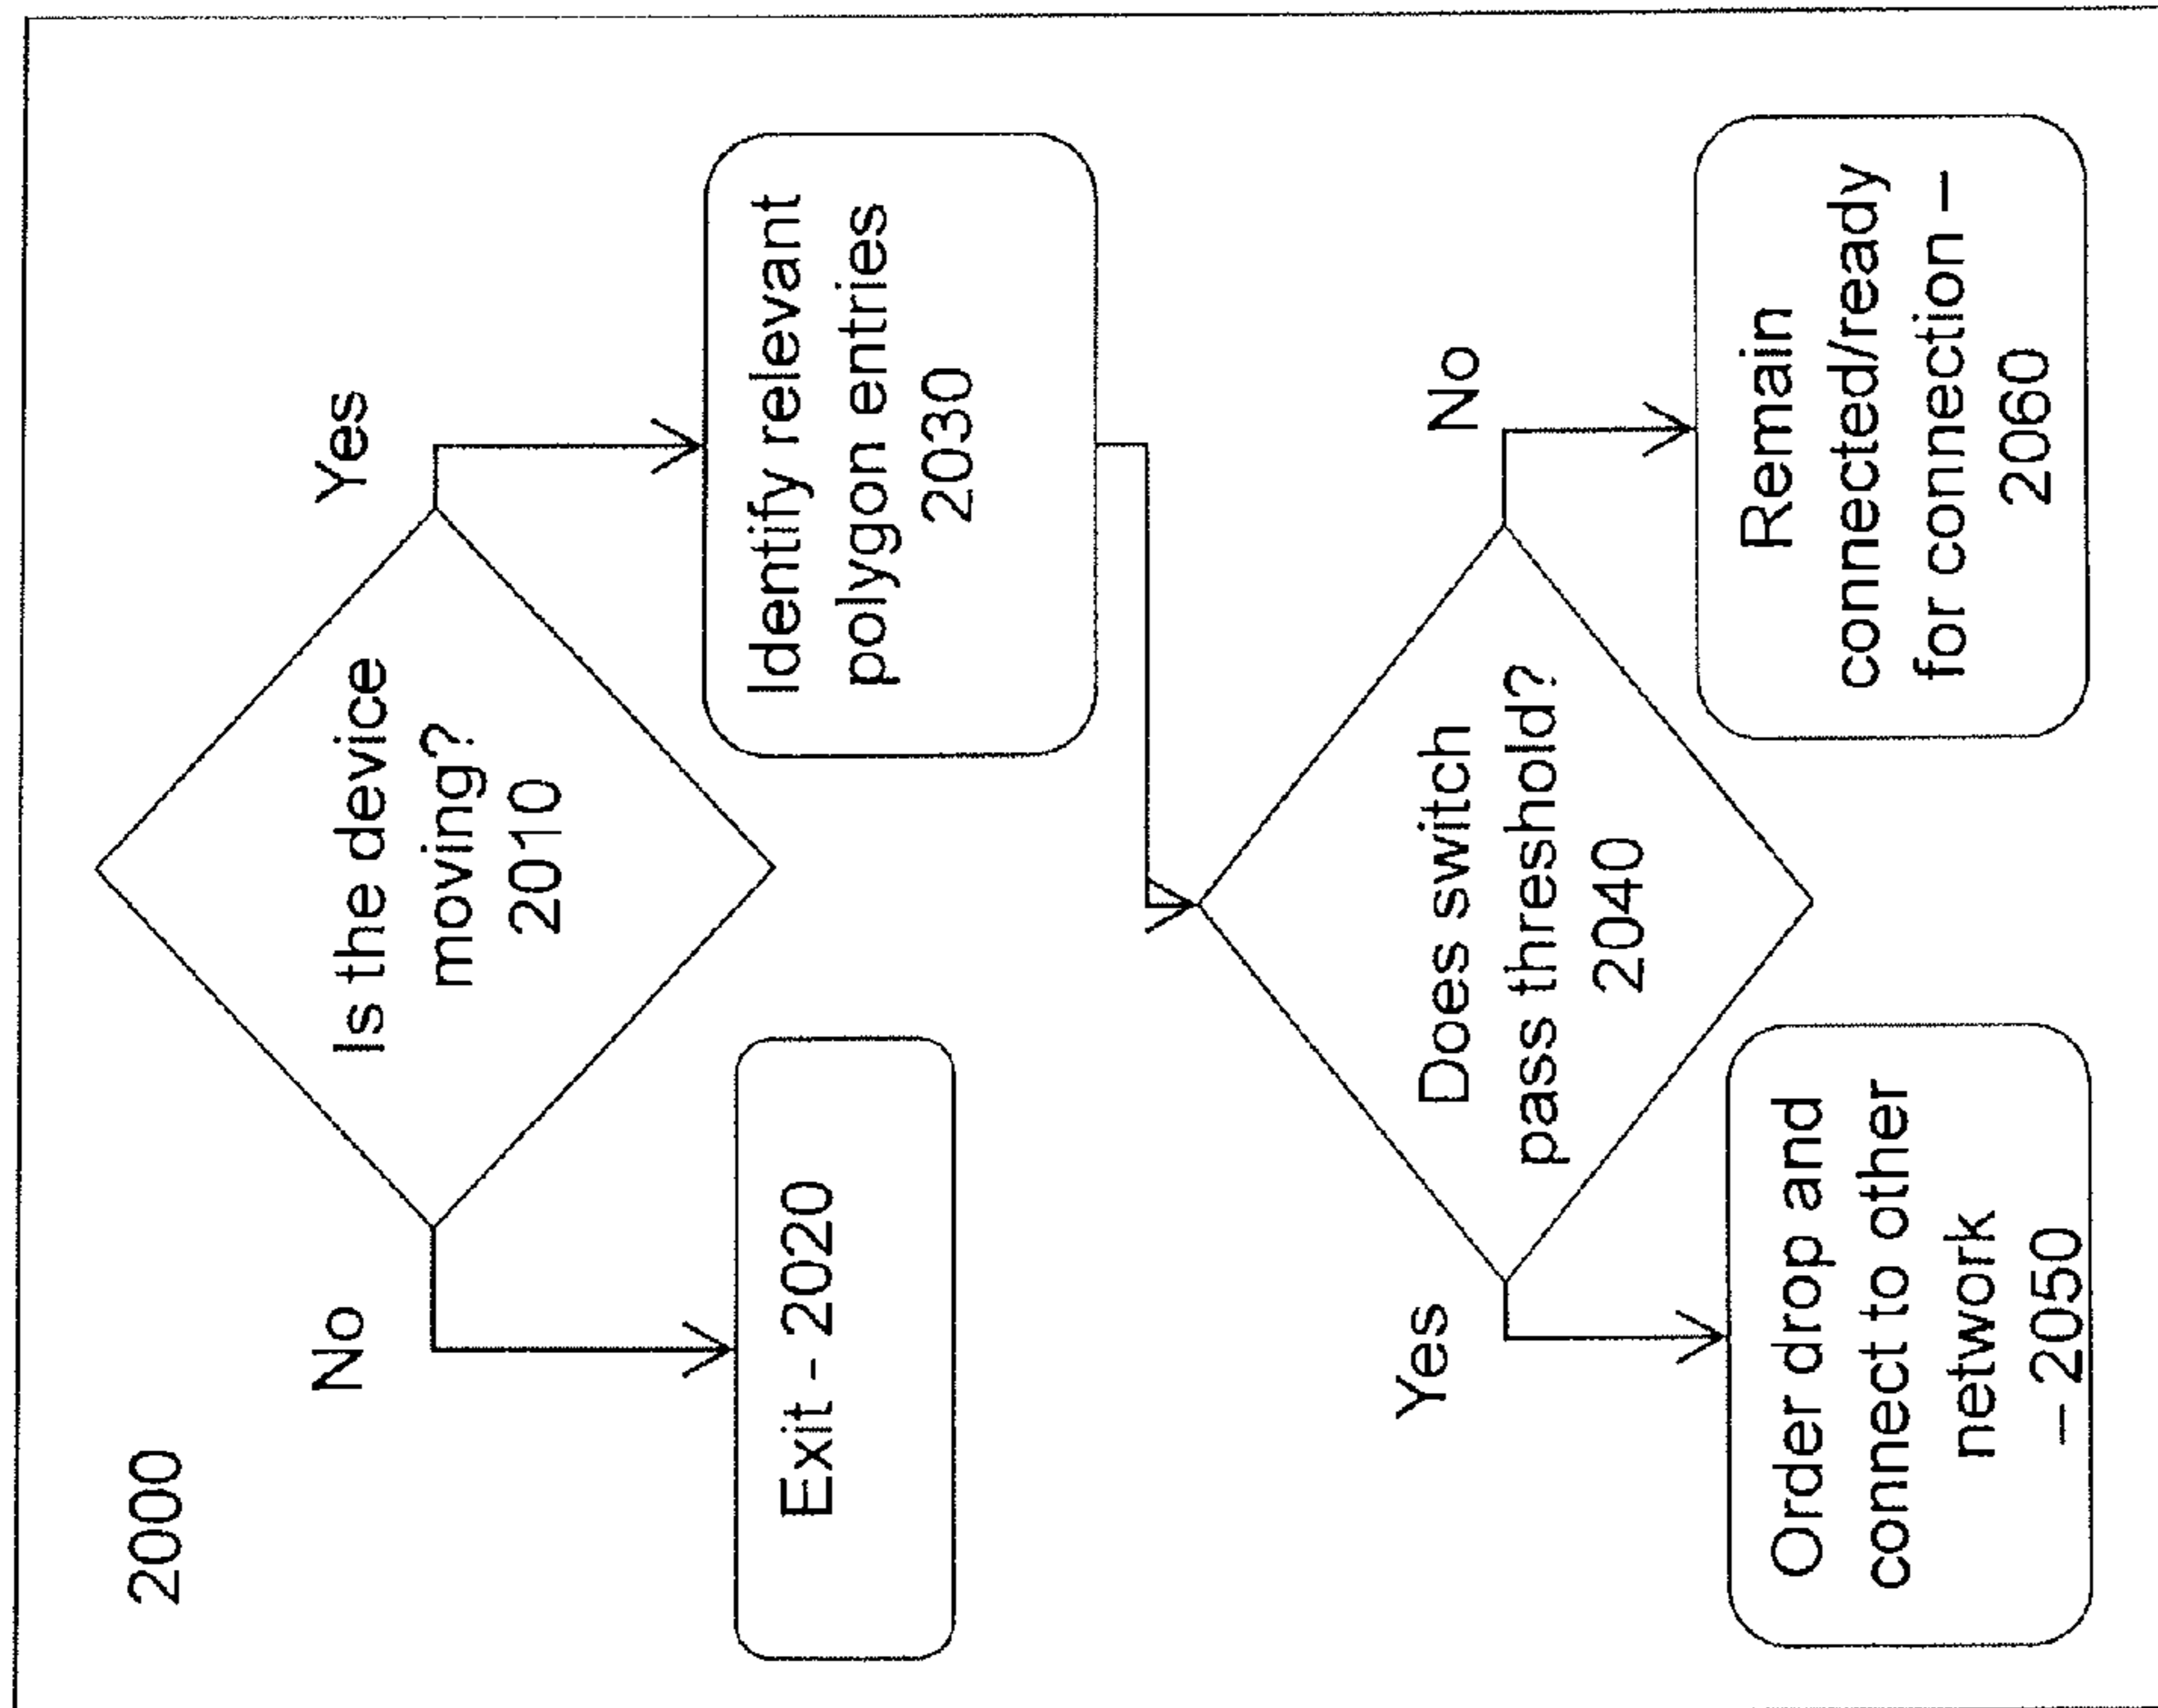 2000
Is the device
moving?
2010
No
Yes
Exit - 2020
Identify relevant
polygon entries
2030
Does switch
pass threshold?
2040
Yes
No
Order drop and
connect to other
network
– 2050
Remain
connected/ready
for connection –
2060